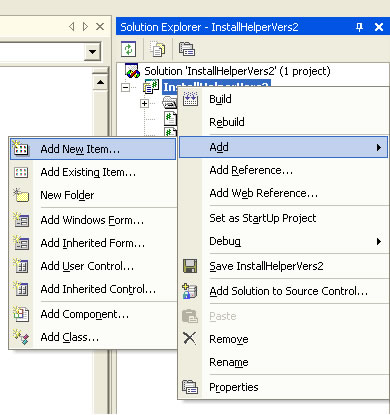 Solution Explorer - InstallHelperVers2
Solution 'InstallHelperVers2' (1 project)
InstallHelperVers2
Build
Rebuild
Add
Add Reference...
Add Web Reference...
Set as StartUp Project
Debug
Save InstallHelperVers2
Add Solution to Source Control...
Paste
Remove
Rename
Properties
Add New Item...
Add Existing Item...
New Folder
Add Windows Form...
Add Inherited Form...
Add User Control...
Add Inherited Control...
Add Component...
Add Class...